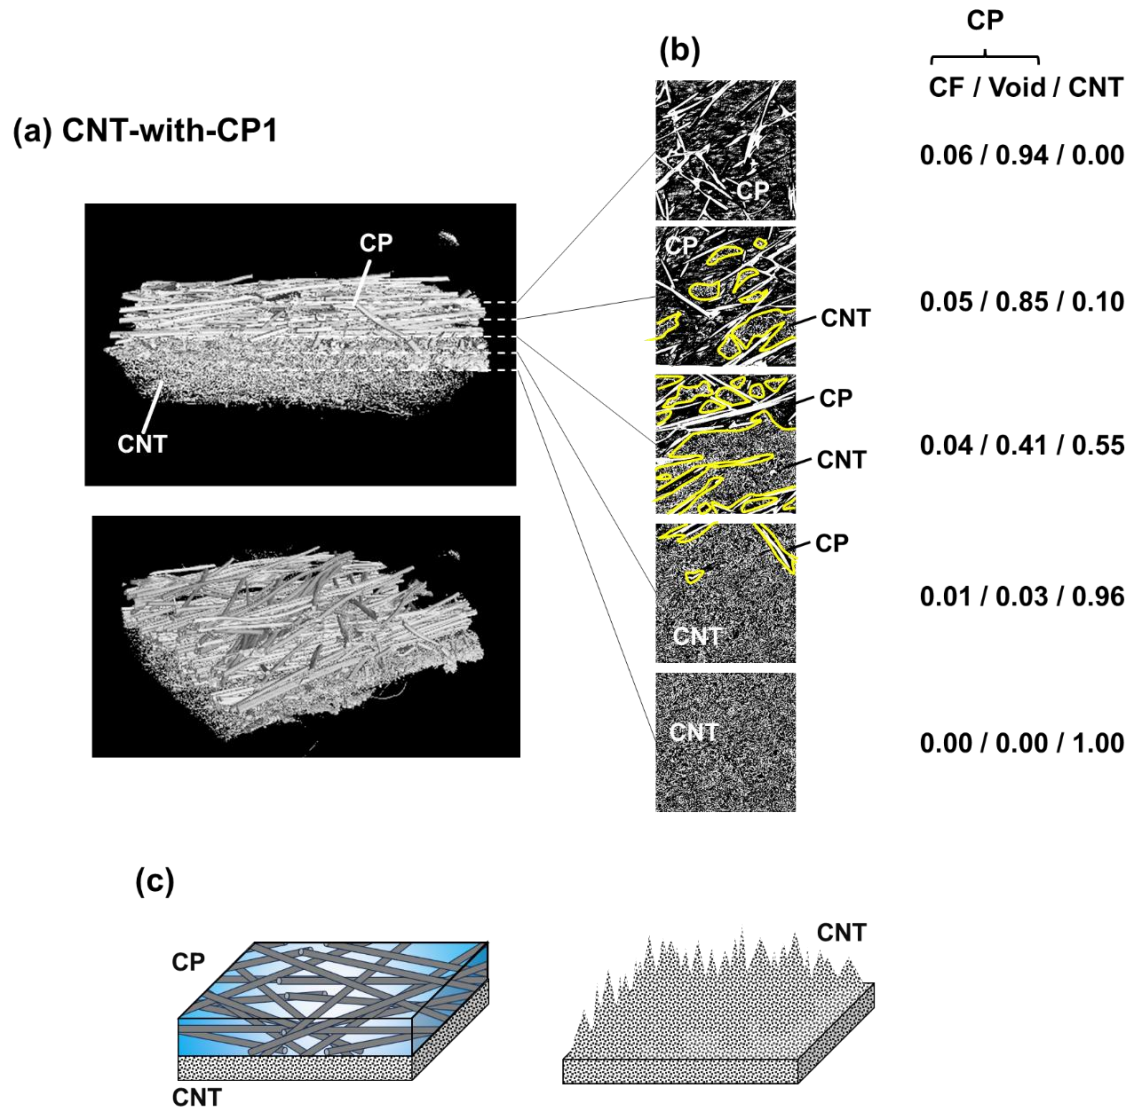 (a) CNT-with-CP1
CP
CNT
(b)
CP
CF / Void / CNT
CP
0.06 / 0.94 / 0.00
CP
CNT
0.05 / 0.85 / 0.10
CP
CNT
0.04 / 0.41 / 0.55
CP
CNT
0.01 / 0.03 / 0.96
CNT
0.00 / 0.00 / 1.00
(c)
CP
CNT
CNT